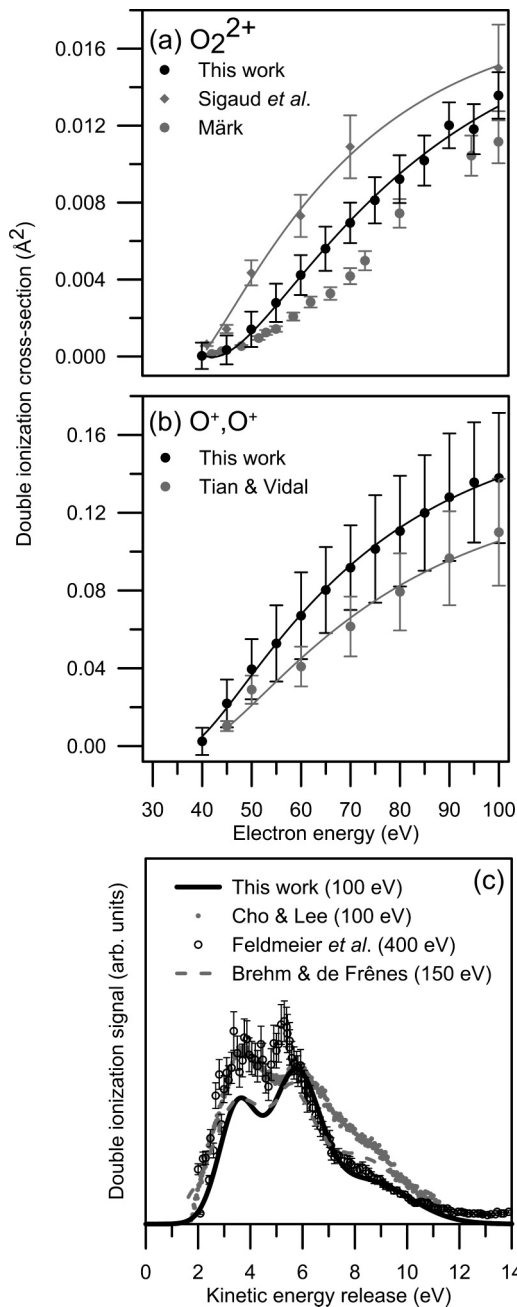 (a) O₂²⁺
This work
Sigaud et al.
Märk
0.016
0.012
0.008
0.004
0.000
Double ionization cross-section (Å²)
(b) O⁺,O⁺
This work
Tian & Vidal
0.16
0.12
0.08
0.04
0.00
30 40 50 60 70 80 90 100
Electron energy (eV)
(c)
This work (100 eV)
Cho & Lee (100 eV)
Feldmeier et al. (400 eV)
Brehm & de Frênes (150 eV)
Double ionization signal (arb. units)
0 2 4 6 8 10 12 14
Kinetic energy release (eV)